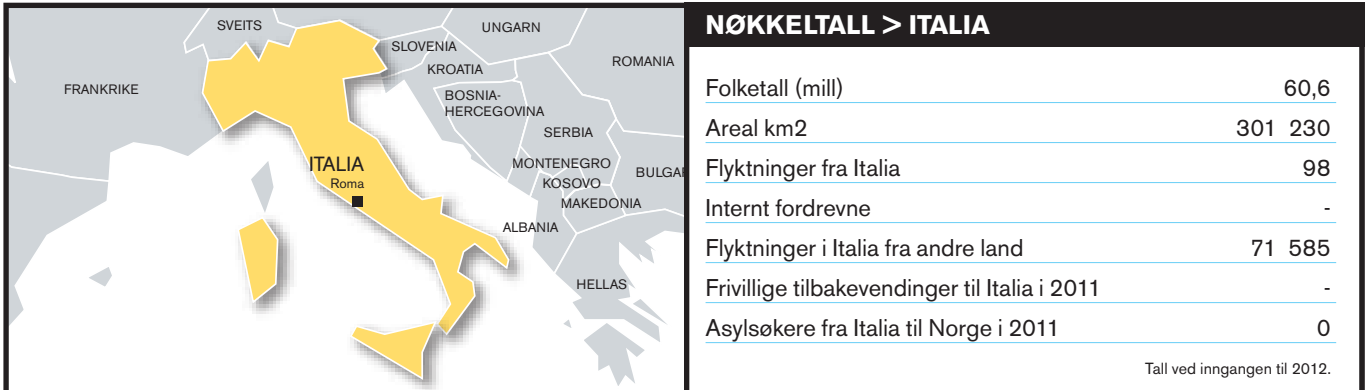 SVEITS
UNGARN
SLOVENIA
KROATIA
ROMANIA
FRANKRIKE
BOSNIA-
HERCEGOVINA
SERBIA
ITALIA
Roma
MONTENEGRO
BULGAR
KOSOVO
MAKEDONIA
ALBANIA
HELLAS
NØKKELTALL > ITALIA
Folketall (mill) 60,6
Areal km2 301 230
Flyktninger fra Italia 98
Internt fordrevne -
Flyktninger i Italia fra andre land 71 585
Frivillige tilbakevendinger til Italia i 2011 -
Asylsøkere fra Italia til Norge i 2011 0
Tall ved inngangen til 2012.